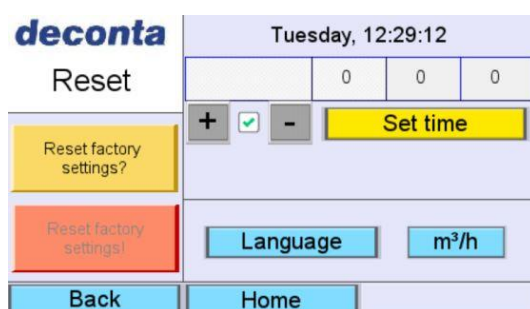 deconta
Tuesday, 12:29:12
Reset
0 0 0
+ -
Set time
Reset factory
settings?
Reset factory
settings!
Language
m³/h
Back
Home